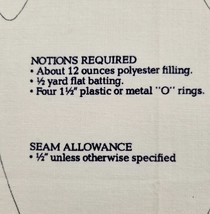 NOTIONS REQUIRED
• About 12 ounces polyester filling.
• ½ yard flat batting.
• Four 1½" plastic or metal "O" rings.
SEAM ALLOWANCE
• ½" unless otherwise specified